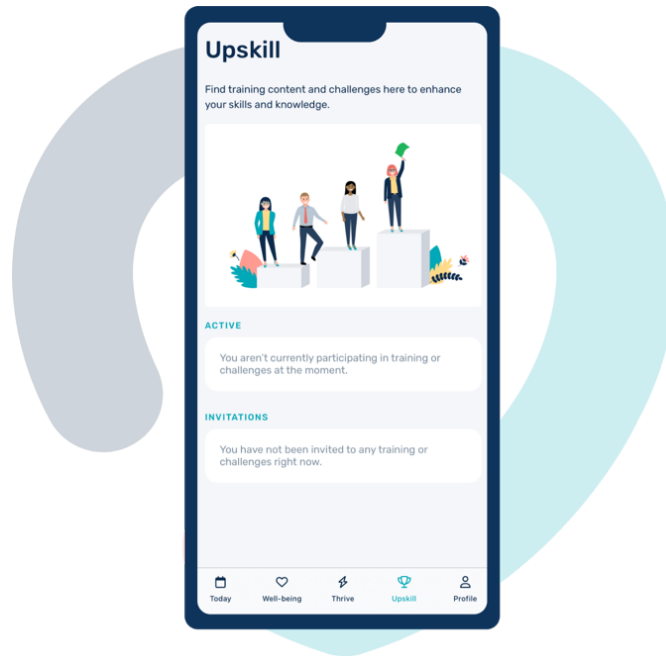 Upskill
Find training content and challenges here to enhance
your skills and knowledge.
ACTIVE
You aren't currently participating in training or
challenges at the moment.
INVITATIONS
You have not been invited to any training or
challenges right now.
Today Well-being Thrive Upskill Profile